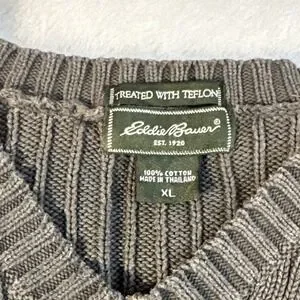 TREATED WITH TEFLON
Eddie Bauer®
EST. 1920
100% COTTON
MADE IN THAILAND
XL